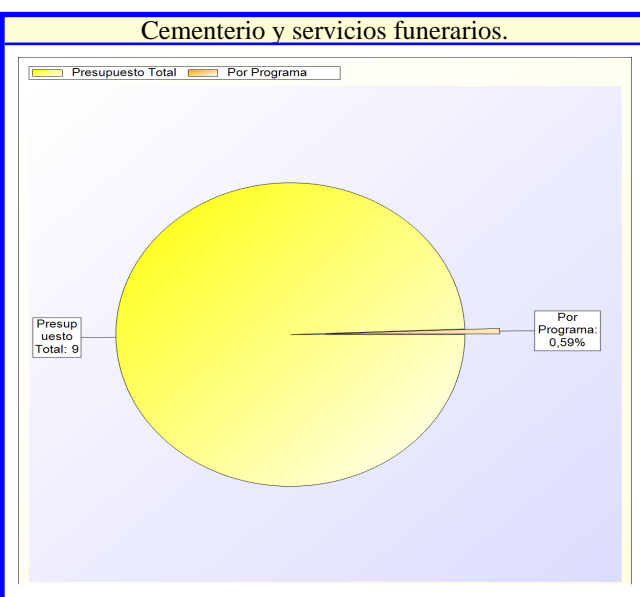 Cementerio y servicios funerarios.
Presupuesto Total Por Programa
Presup
uesto
Total: 9
Por
Programa:
0,59%